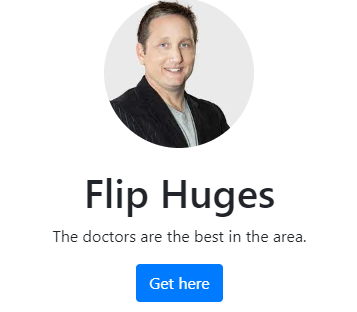 Flip Huges
The doctors are the best in the area.
Get here